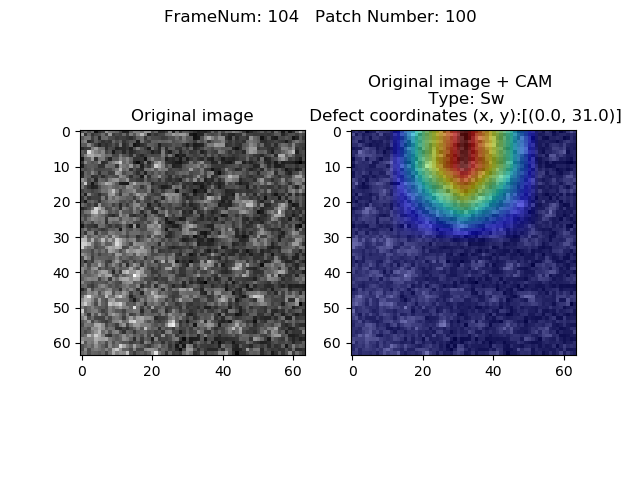 FrameNum: 104   Patch Number: 100
Original image
0
10
20
30
40
50
60
0 20 40 60
Original image + CAM
Type: Sw
Defect coordinates (x, y):[(0.0, 31.0)]
0
10
20
30
40
50
60
0 20 40 60